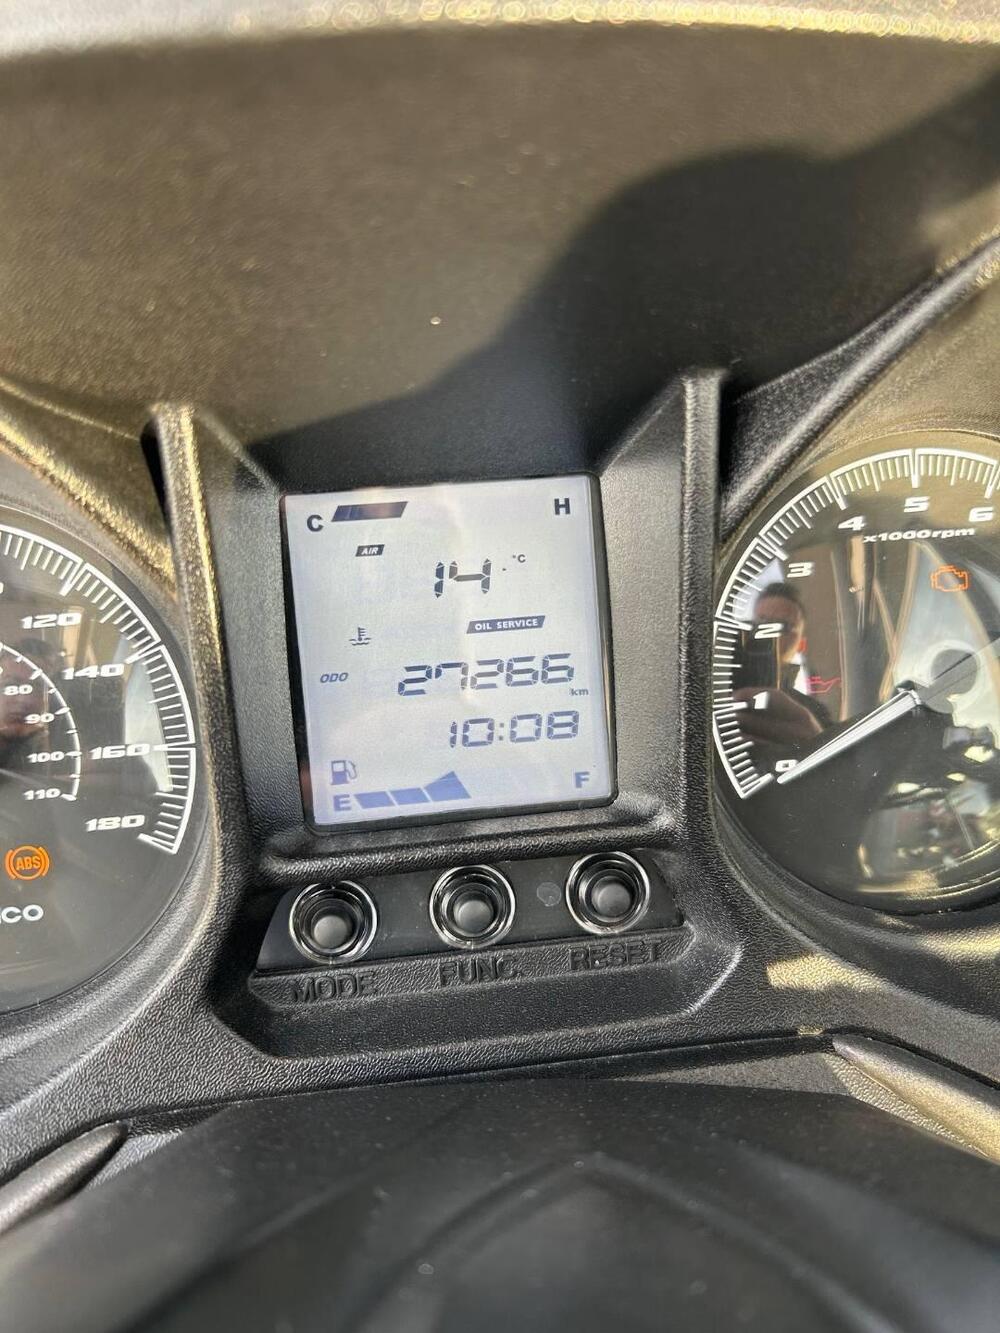 C H
AIR
14 °C
OIL SERVICE
ODO 27266 km
10:08
E F
120
140
160
180
80
90
100
110
ABS
CO
0
1
2
3
4
5
6
x1000rpm
MODE FUNC. RESET